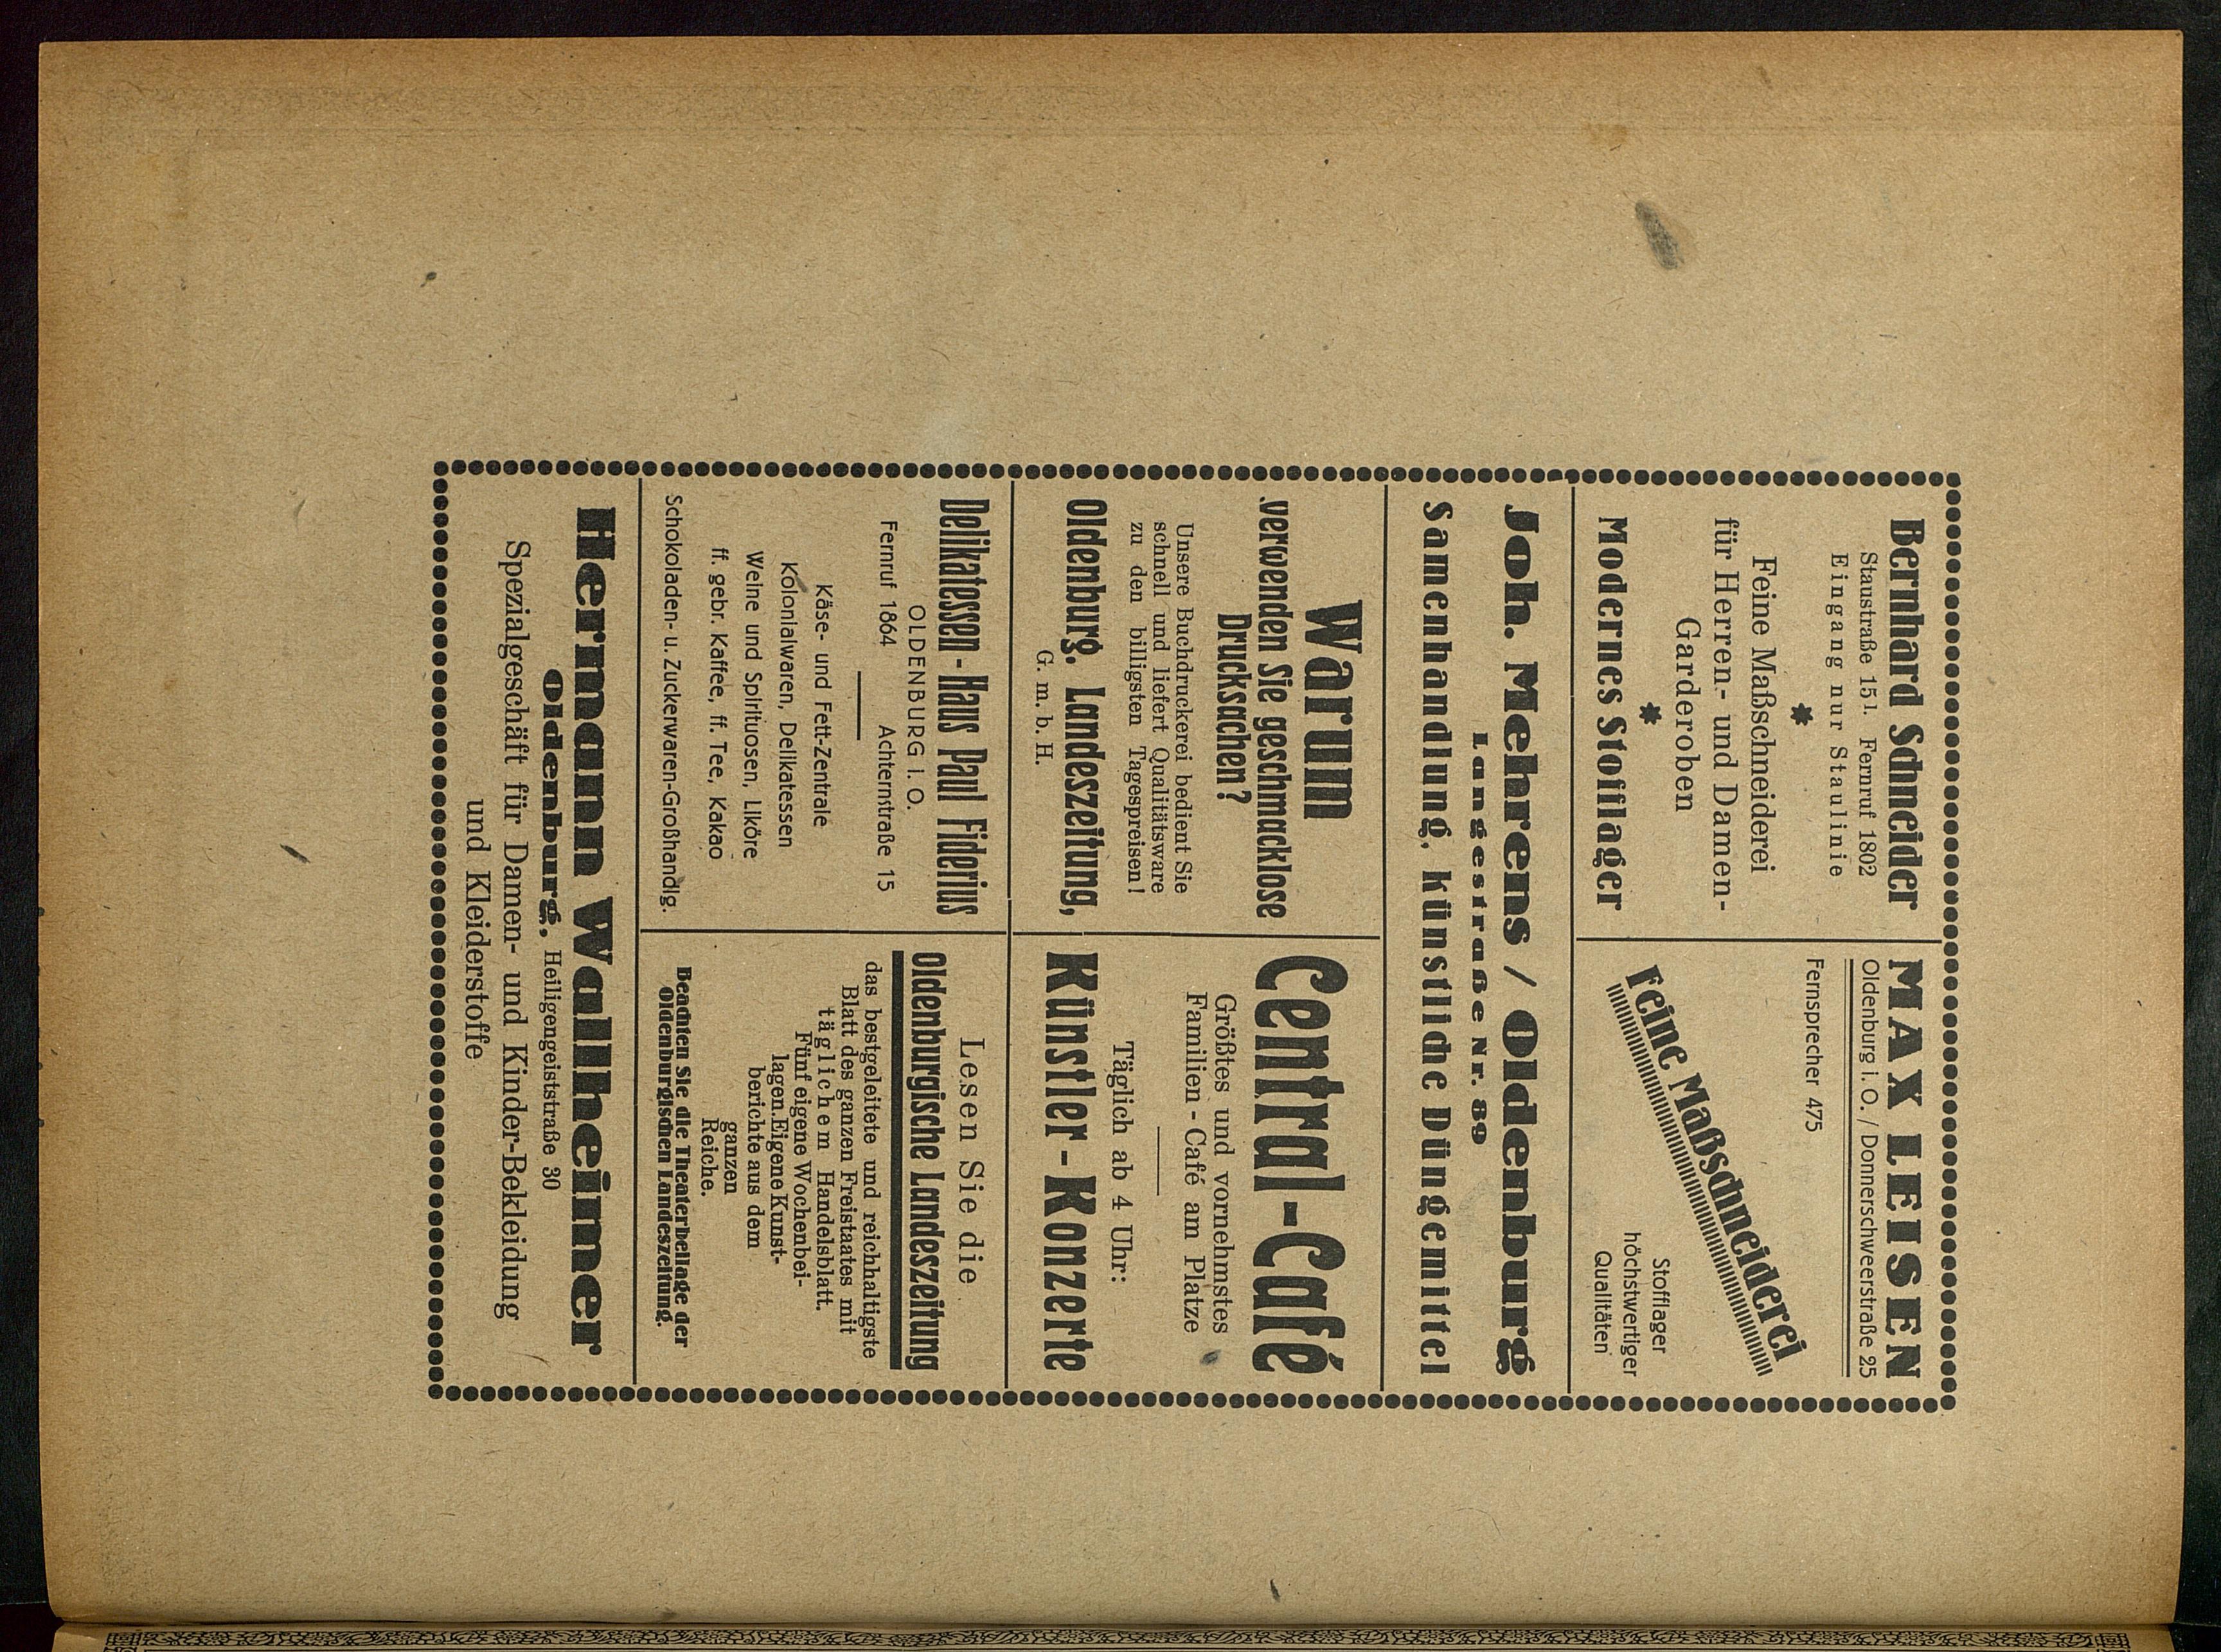 Bernhard Schneider
Staustraße 15 I. Fernruf 1802
Eingang nur Staulinie
Feine Maßschneiderei
für Herren- und Damen-
Garderoben
Modernes Stofflager
MAX LEISEN
Oldenburg i. O. / Donnerschweerstraße 25
Fernsprecher 475
Feine Maßschneiderei
Stofflager
höchstwertiger
Qualitäten
Joh. Mehrens / Oldenburg
Langestraße Nr. 89
Samenhandlung, künstliche Düngemittel
Warum
verwenden Sie geschmacklose
Drucksachen?
Unsere Buchdruckerei bedient Sie
schnell und liefert Qualitätsware
zu den billigsten Tagespreisen!
Oldenburg. Landeszeitung,
G. m. b. H.
Central-Café
Größtes und vornehmstes
Familien-Café am Platze
Täglich ab 4 Uhr:
Künstler-Konzerte
Delikatessen-Haus Paul Fiderius
OLDENBURG I. O.
Fernruf 1864 Achternstraße 15
Käse- und Fett-Zentrale
Kolonialwaren, Delikatessen
Weine und Spirituosen, Liköre
ff. gebr. Kaffee, ff. Tee, Kakao
Schokoladen- u. Zuckerwaren-Großhandlg.
Lesen Sie die
Oldenburgische Landeszeitung
das bestgeleitete und reichhaltigste
Blatt des ganzen Freistaates mit
täglichem Handelsblatt.
Fünf eigene Wochenbei-
lagen. Eigene Kunst-
berichte aus dem
ganzen
Reiche.
Beachten Sie die Theaterbeilage der
Oldenburgischen Landeszeitung.
Hermann Wallheimer
Oldenburg, Heiligengeiststraße 30
Spezialgeschäft für Damen- und Kinder-Bekleidung
und Kleiderstoffe